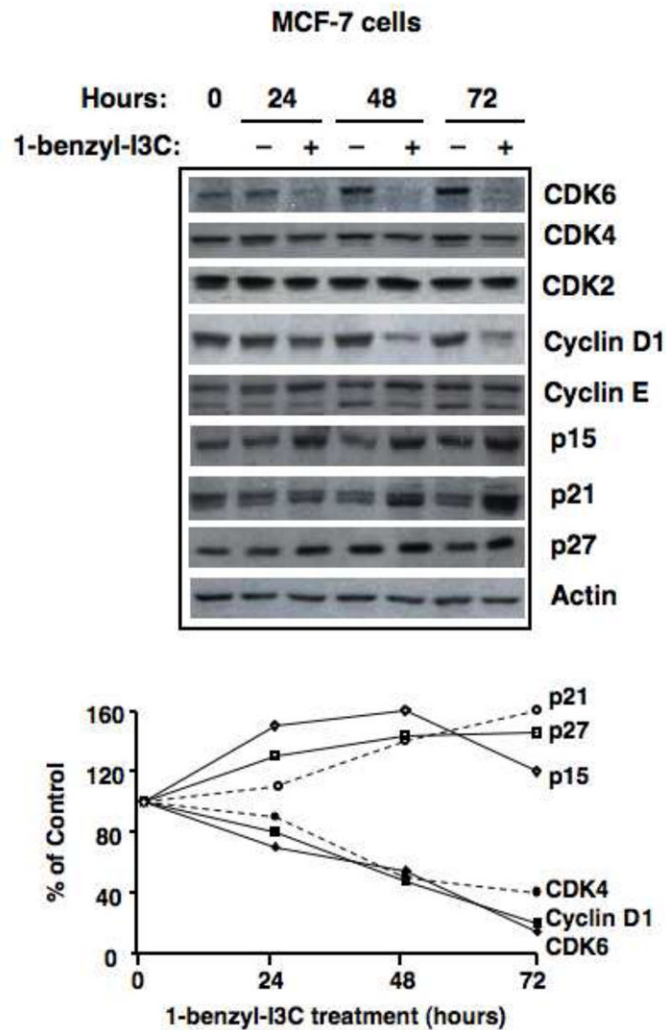 MCF-7 cells
Hours: 0 24 48 72
1-benzyl-I3C: – + – + – +
CDK6
CDK4
CDK2
Cyclin D1
Cyclin E
p15
p21
p27
Actin
160
120
80
40
0
% of Control
p21
p27
p15
CDK4
Cyclin D1
CDK6
0 24 48 72
1-benzyl-I3C treatment (hours)